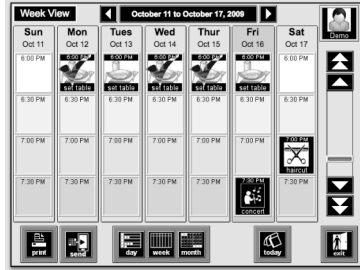 Week View
October 11 to October 17, 2009
Demo
Sun Mon Tues Wed Thur Fri Sat
Oct 11 Oct 12 Oct 13 Oct 14 Oct 15 Oct 16 Oct 17
6:00 PM 6:00 PM 6:00 PM 6:00 PM 6:00 PM 6:00 PM 6:00 PM
set table set table set table set table set table
6:30 PM 6:30 PM 6:30 PM 6:30 PM 6:30 PM 6:30 PM 6:30 PM
7:00 PM 7:00 PM 7:00 PM 7:00 PM 7:00 PM 7:00 PM 7:00 PM
haircut
7:30 PM 7:30 PM 7:30 PM 7:30 PM 7:30 PM 7:30 PM 7:30 PM
concert
print send day week month today exit